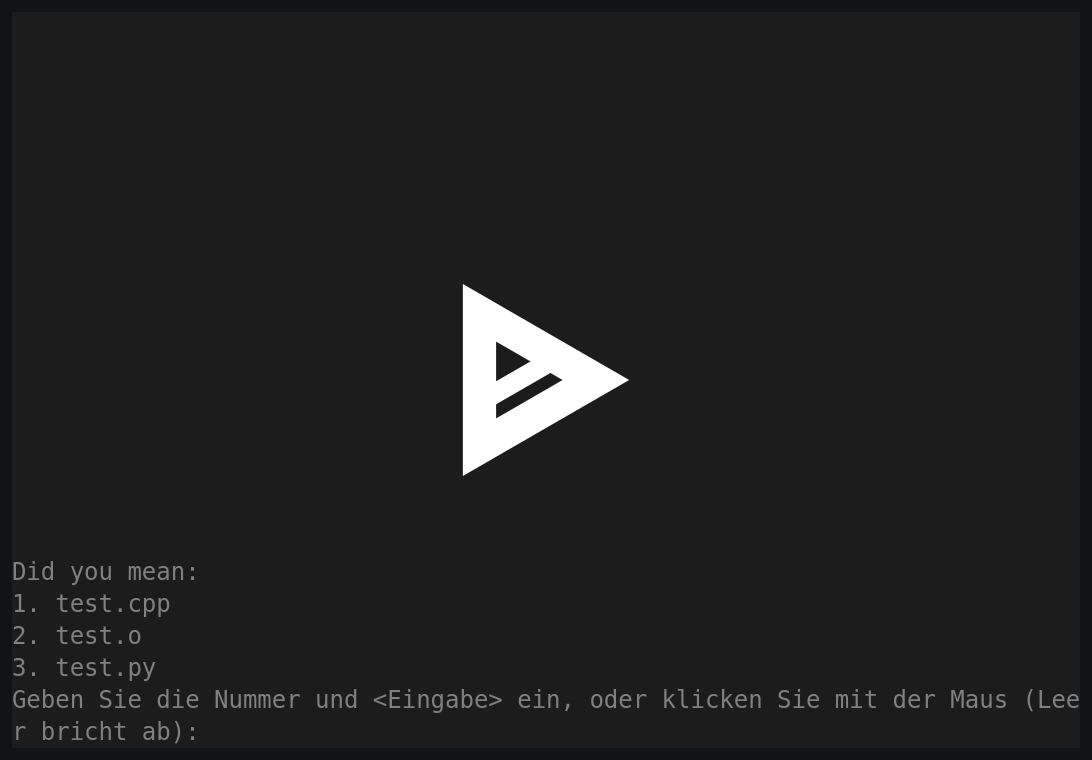 Did you mean:
1. test.cpp
2. test.o
3. test.py
Geben Sie die Nummer und <Eingabe> ein, oder klicken Sie mit der Maus (Lee
r bricht ab):